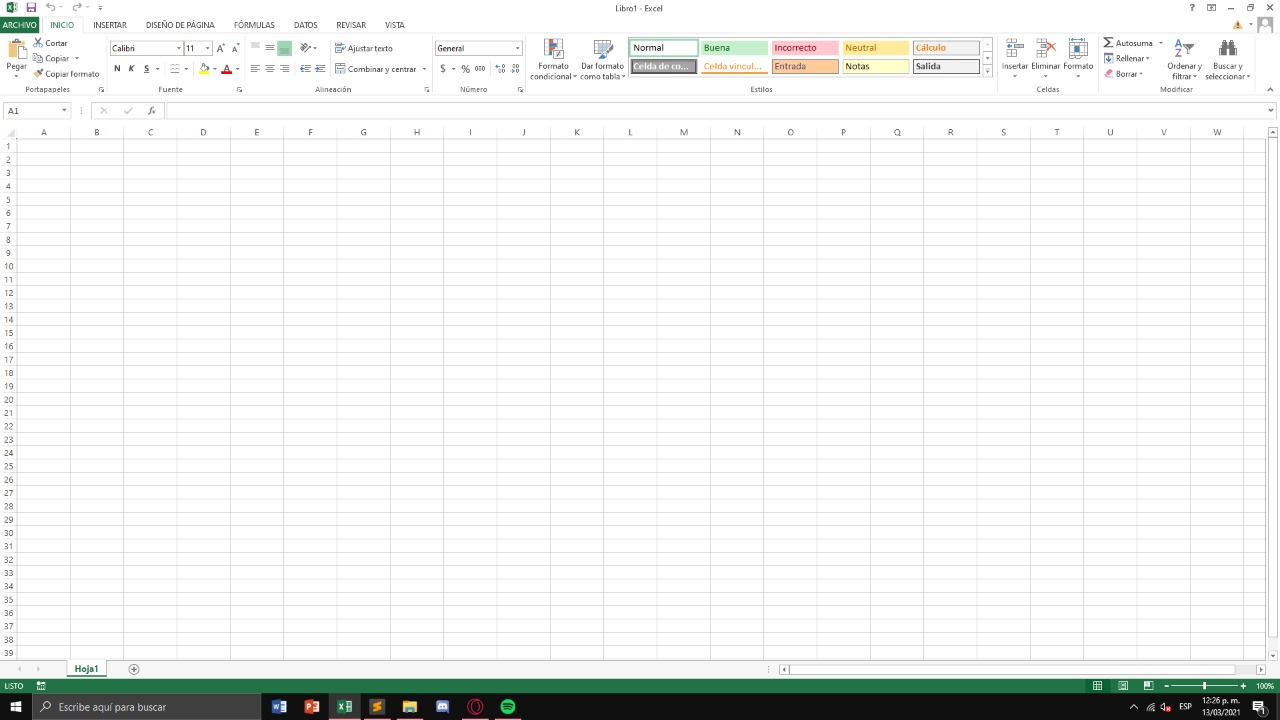 Libro1 - Excel
ARCHIVO INICIO INSERTAR DISEÑO DE PÁGINA FÓRMULAS DATOS REVISAR VISTA
Pegar
Cortar
Copiar
Copiar formato
Portapapeles
Calibri 11
N K S
Fuente
Ajustar texto
Combinar y centrar
Alineación
General
$ % 000
Número
Formato condicional
Dar formato como tabla
Normal Buena Incorrecto Neutral Cálculo
Celda de co... Celda vincul... Entrada Notas Salida
Estilos
Insertar Eliminar Formato
Celdas
Autosuma
Rellenar
Borrar
Ordenar y filtrar
Buscar y seleccionar
Modificar
A1 fx
A B C D E F G H I J K L M N O P Q R S T U V W
1
2
3
4
5
6
7
8
9
10
11
12
13
14
15
16
17
18
19
20
21
22
23
24
25
26
27
28
29
30
31
32
33
34
35
36
37
38
39
Hoja1
LISTO 100%
Escribe aquí para buscar
ESP
12:26 p. m.
13/03/2021
1